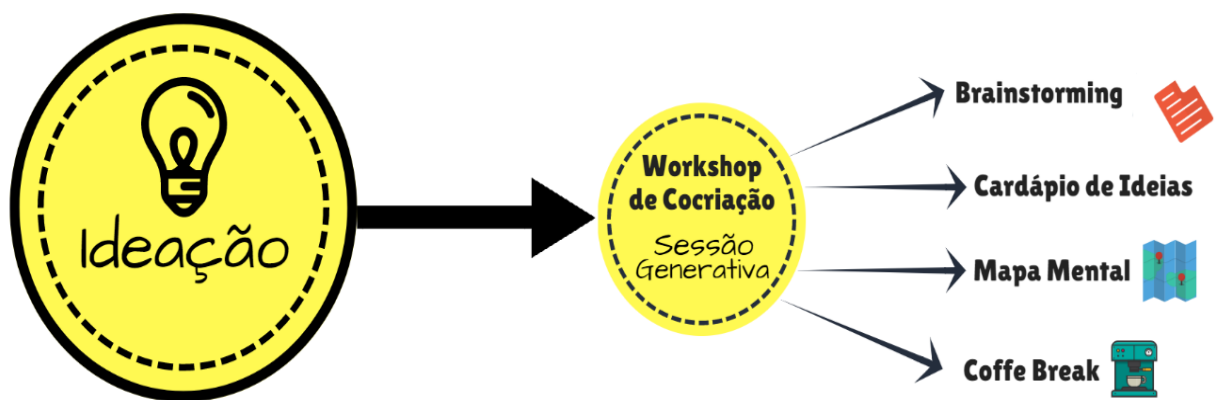 Ideação
Workshop
de Cocriação
Sessão
Generativa
Brainstorming
Cardápio de Ideias
Mapa Mental
Coffe Break